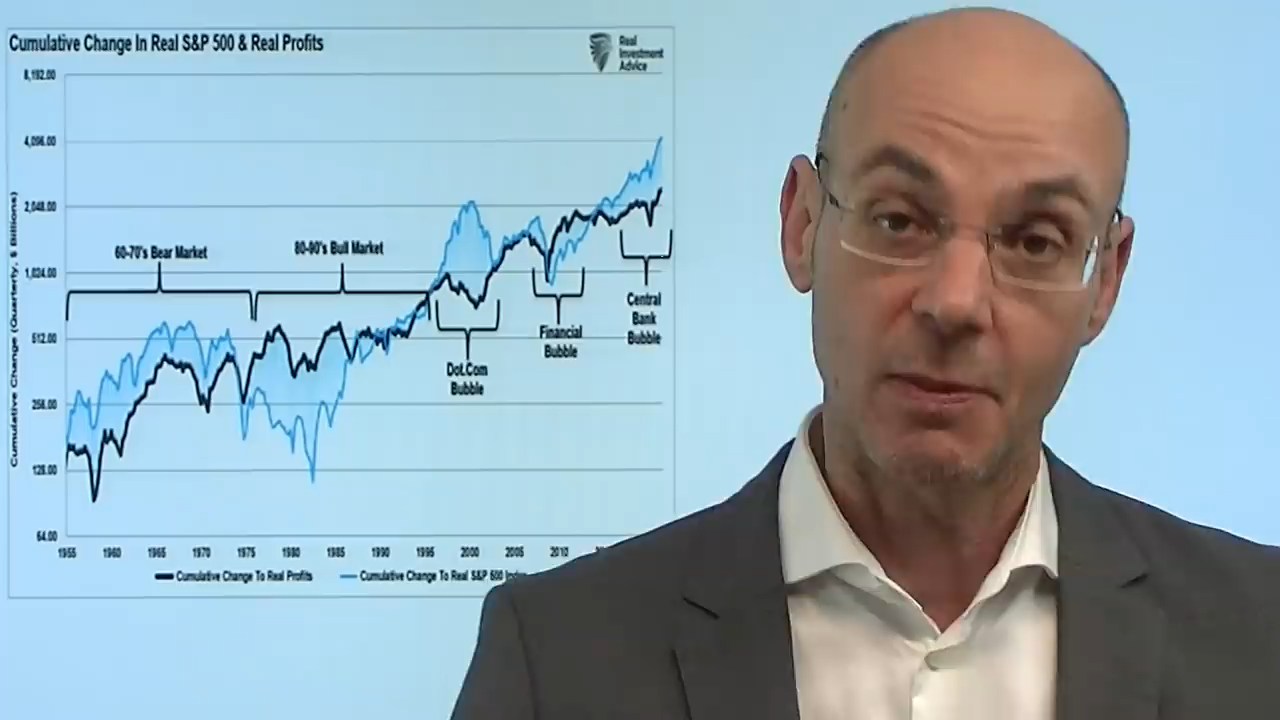 Cumulative Change In Real S&P 500 & Real Profits
Real
Investment
Advice
8,192.00
4,096.00
2,048.00
1,024.00
512.00
256.00
128.00
64.00
Cumulative Change (Quarterly, $ Billions)
60-70's Bear Market
80-90's Bull Market
Dot.Com
Bubble
Financial
Bubble
Central
Bank
Bubble
1955 1960 1965 1970 1975 1980 1985 1990 1995 2000 2005 2010
Cumulative Change To Real Profits
Cumulative Change To Real S&P 500